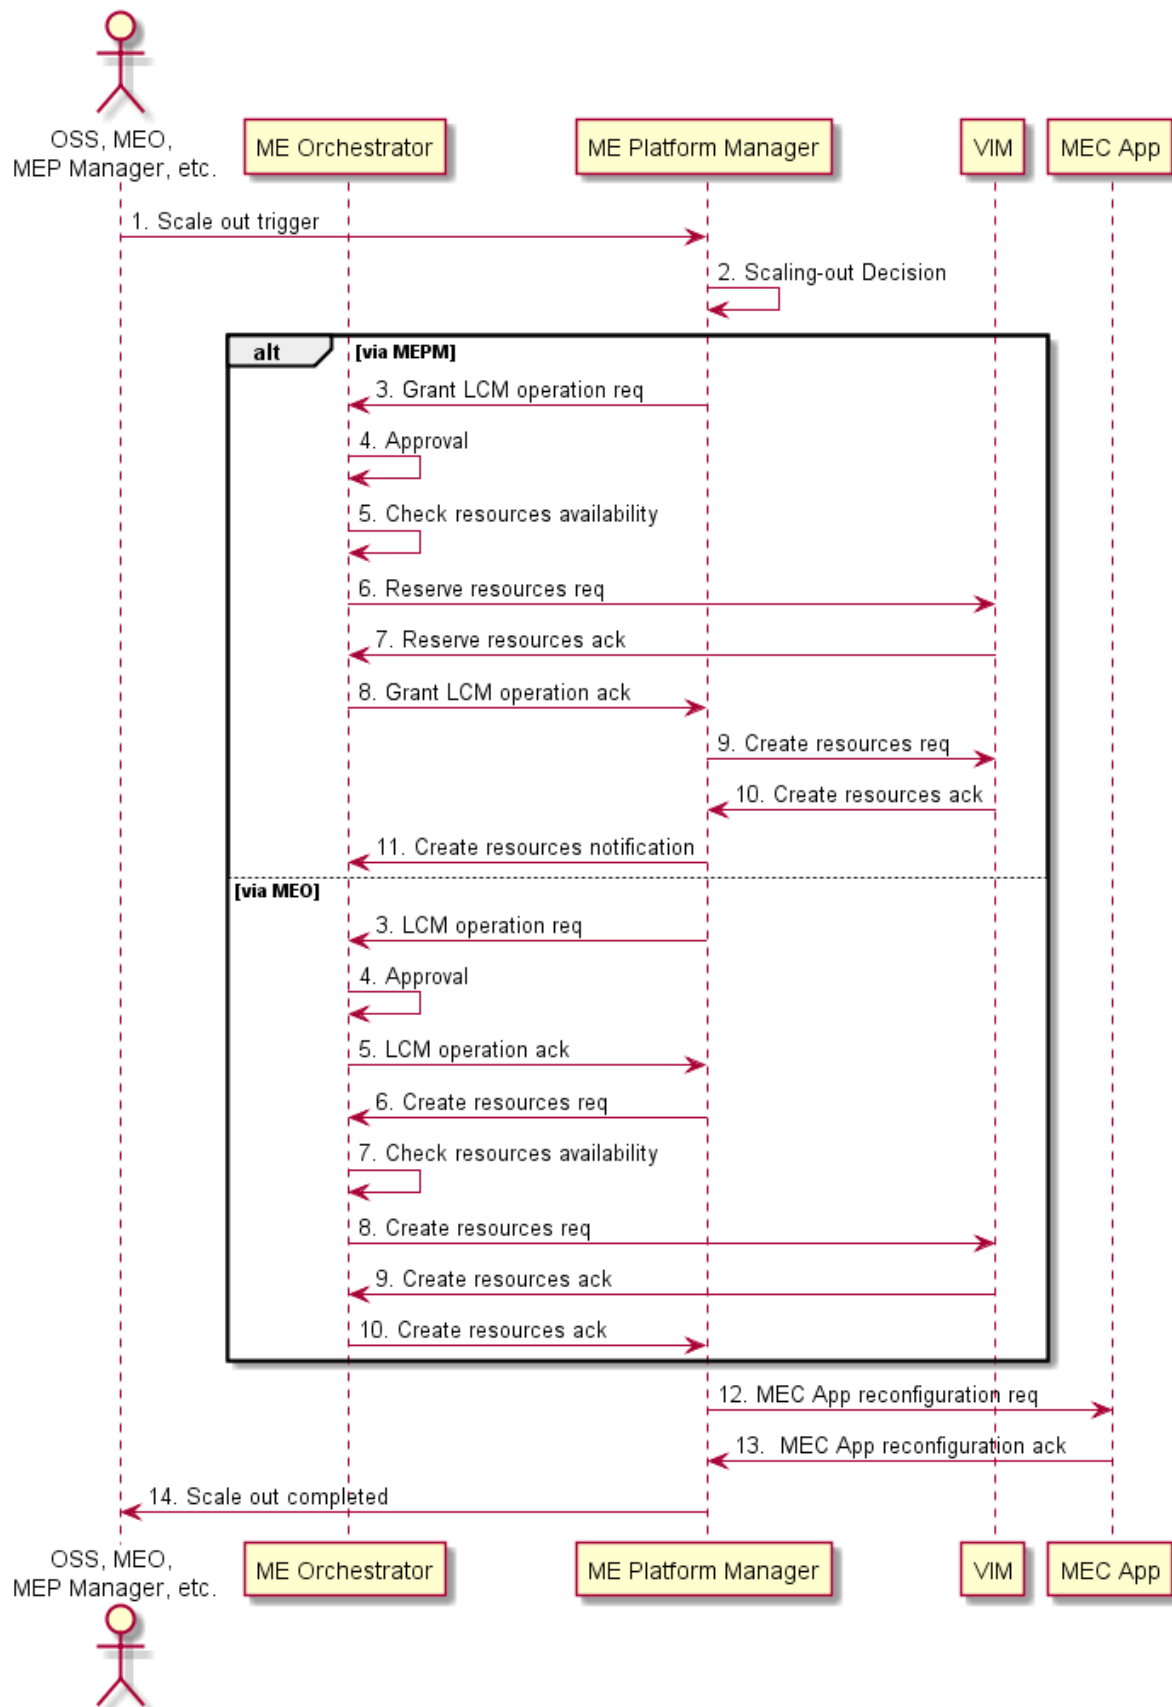 OSS, MEO,
MEP Manager, etc.
ME Orchestrator
ME Platform Manager
VIM
MEC App
1. Scale out trigger
2. Scaling-out Decision
alt
[via MEPM]
3. Grant LCM operation req
4. Approval
5. Check resources availability
6. Reserve resources req
7. Reserve resources ack
8. Grant LCM operation ack
9. Create resources req
10. Create resources ack
11. Create resources notification
[via MEO]
3. LCM operation req
4. Approval
5. LCM operation ack
6. Create resources req
7. Check resources availability
8. Create resources req
9. Create resources ack
10. Create resources ack
12. MEC App reconfiguration req
13.  MEC App reconfiguration ack
14. Scale out completed
OSS, MEO,
MEP Manager, etc.
ME Orchestrator
ME Platform Manager
VIM
MEC App